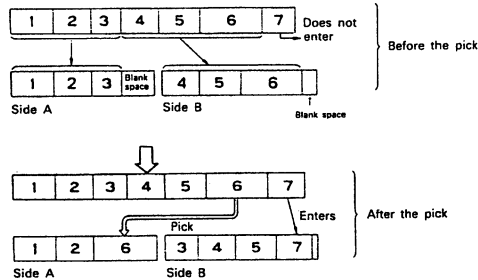 1 2 3 4 5 6 7 Does not enter
Before the pick
1 2 3 Blank space 4 5 6
Side A Side B
Blank space
1 2 3 4 5 6 7
Pick
Enters
After the pick
1 2 6 3 4 5 7
Side A Side B